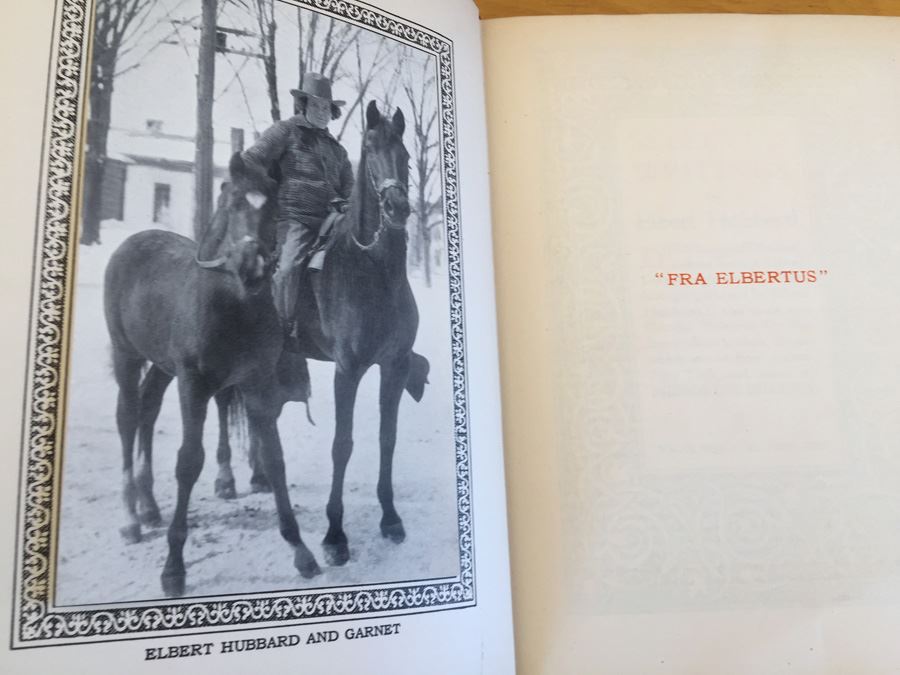 ELBERT HUBBARD AND GARNET
"FRA ELBERTUS"